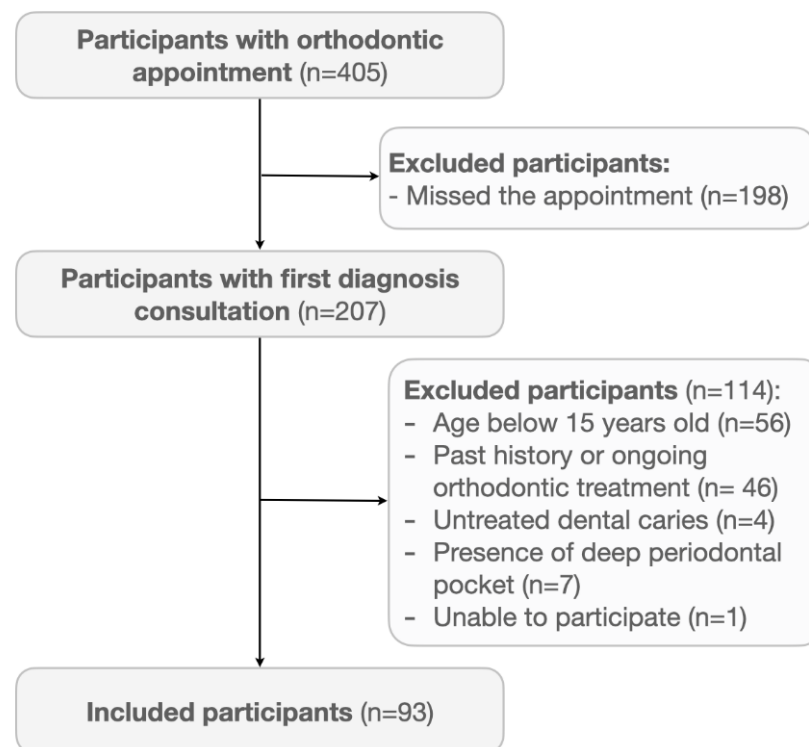 Participants with orthodontic
appointment (n=405)
Excluded participants:
- Missed the appointment (n=198)
Participants with first diagnosis
consultation (n=207)
Excluded participants (n=114):
- Age below 15 years old (n=56)
- Past history or ongoing
orthodontic treatment (n= 46)
- Untreated dental caries (n=4)
- Presence of deep periodontal
pocket (n=7)
- Unable to participate (n=1)
Included participants (n=93)